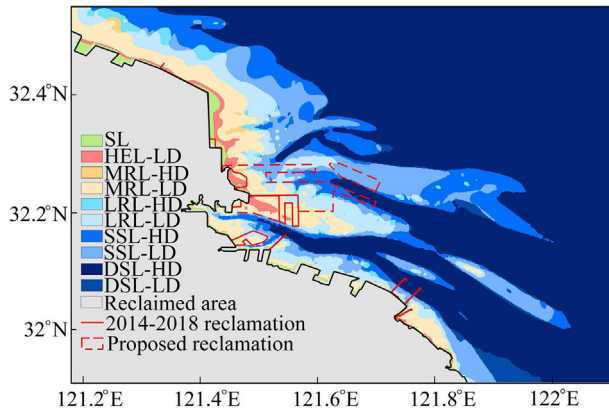 32.4°N
32.2°N
32°N
SL
HEL-LD
MRL-HD
MRL-LD
LRL-HD
LRL-LD
SSL-HD
SSL-LD
DSL-HD
DSL-LD
Reclaimed area
2014-2018 reclamation
Proposed reclamation
121.2°E 121.4°E 121.6°E 121.8°E 122°E